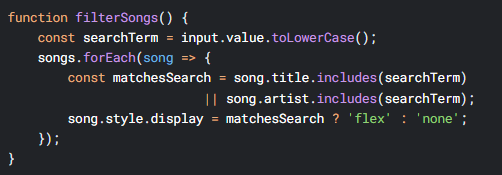 function filterSongs() {
    const searchTerm = input.value.toLowerCase();
    songs.forEach(song => {
        const matchesSearch = song.title.includes(searchTerm)
                          || song.artist.includes(searchTerm);
        song.style.display = matchesSearch ? 'flex' : 'none';
    });
}